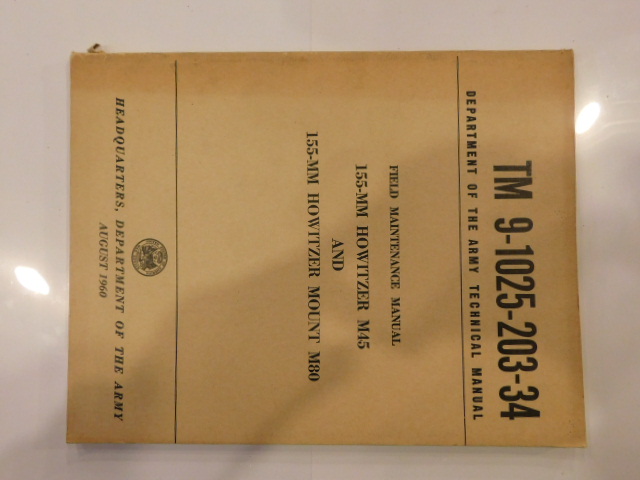 TM 9-1025-203-34
DEPARTMENT OF THE ARMY TECHNICAL MANUAL
FIELD MAINTENANCE MANUAL
155-MM HOWITZER M45
AND
155-MM HOWITZER MOUNT M80
HEADQUARTERS, DEPARTMENT OF THE ARMY
AUGUST 1960